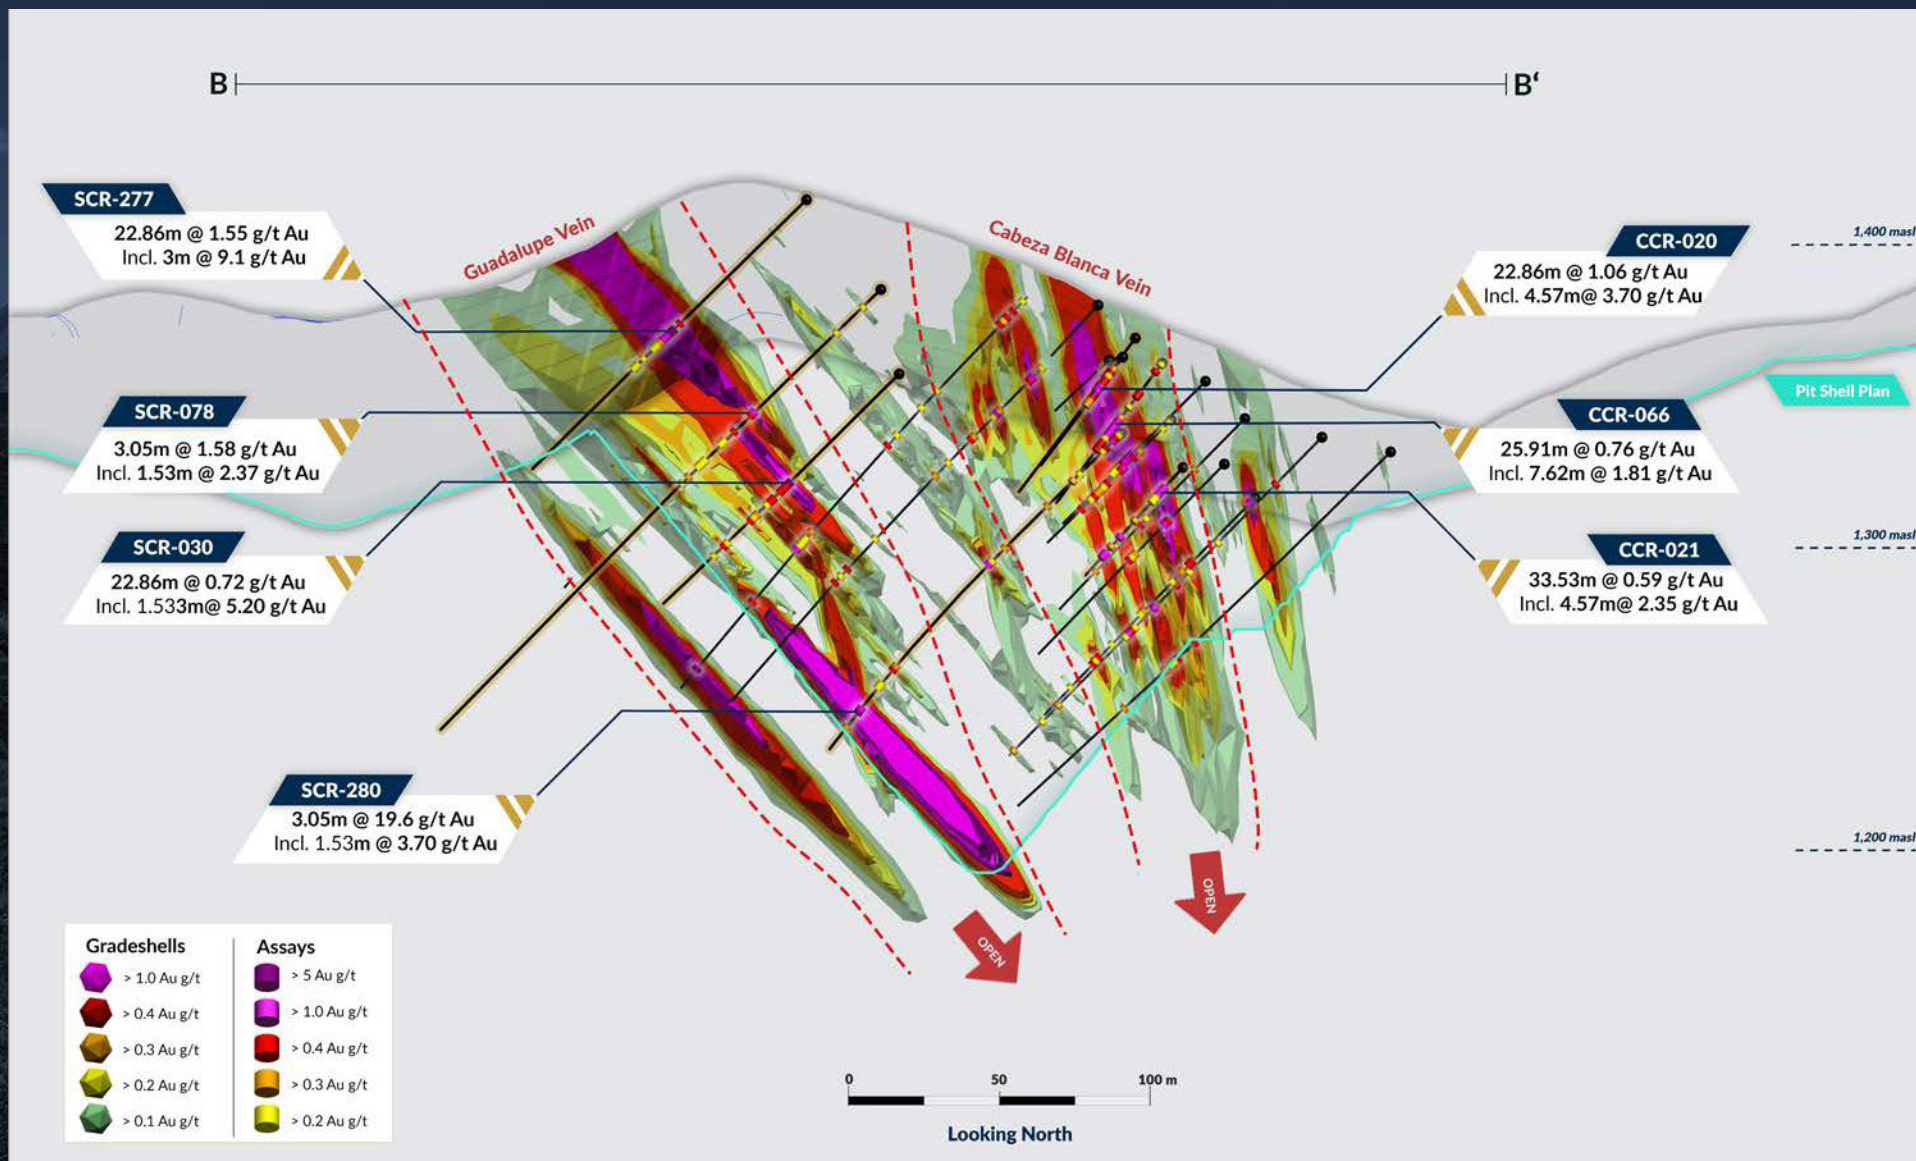 B
B‘
SCR-277
22.86m @ 1.55 g/t Au
Incl. 3m @ 9.1 g/t Au
Guadalupe Vein
Cabeza Blanca Vein
CCR-020
22.86m @ 1.06 g/t Au
Incl. 4.57m@ 3.70 g/t Au
1,400 masl
Pit Shell Plan
SCR-078
3.05m @ 1.58 g/t Au
Incl. 1.53m @ 2.37 g/t Au
CCR-066
25.91m @ 0.76 g/t Au
Incl. 7.62m @ 1.81 g/t Au
SCR-030
22.86m @ 0.72 g/t Au
Incl. 1.533m@ 5.20 g/t Au
1,300 masl
CCR-021
33.53m @ 0.59 g/t Au
Incl. 4.57m@ 2.35 g/t Au
SCR-280
3.05m @ 19.6 g/t Au
Incl. 1.53m @ 3.70 g/t Au
1,200 masl
OPEN
OPEN
Gradeshells
> 1.0 Au g/t
> 0.4 Au g/t
> 0.3 Au g/t
> 0.2 Au g/t
> 0.1 Au g/t
Assays
> 5 Au g/t
> 1.0 Au g/t
> 0.4 Au g/t
> 0.3 Au g/t
> 0.2 Au g/t
0 50 100 m
Looking North